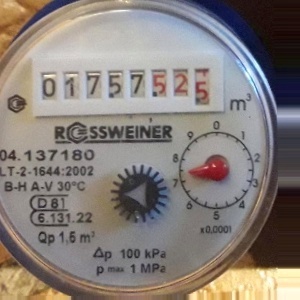 01757525
m³
ROSSWEINER
04.137180
LT-2-1644:2002
B-H A-V 30°C
D 81
6.131.22
Qp 1,5 m³
Δp 100 kPa
p max 1 MPa
0
1
2
3
4
5
6
7
8
9
x0,0001